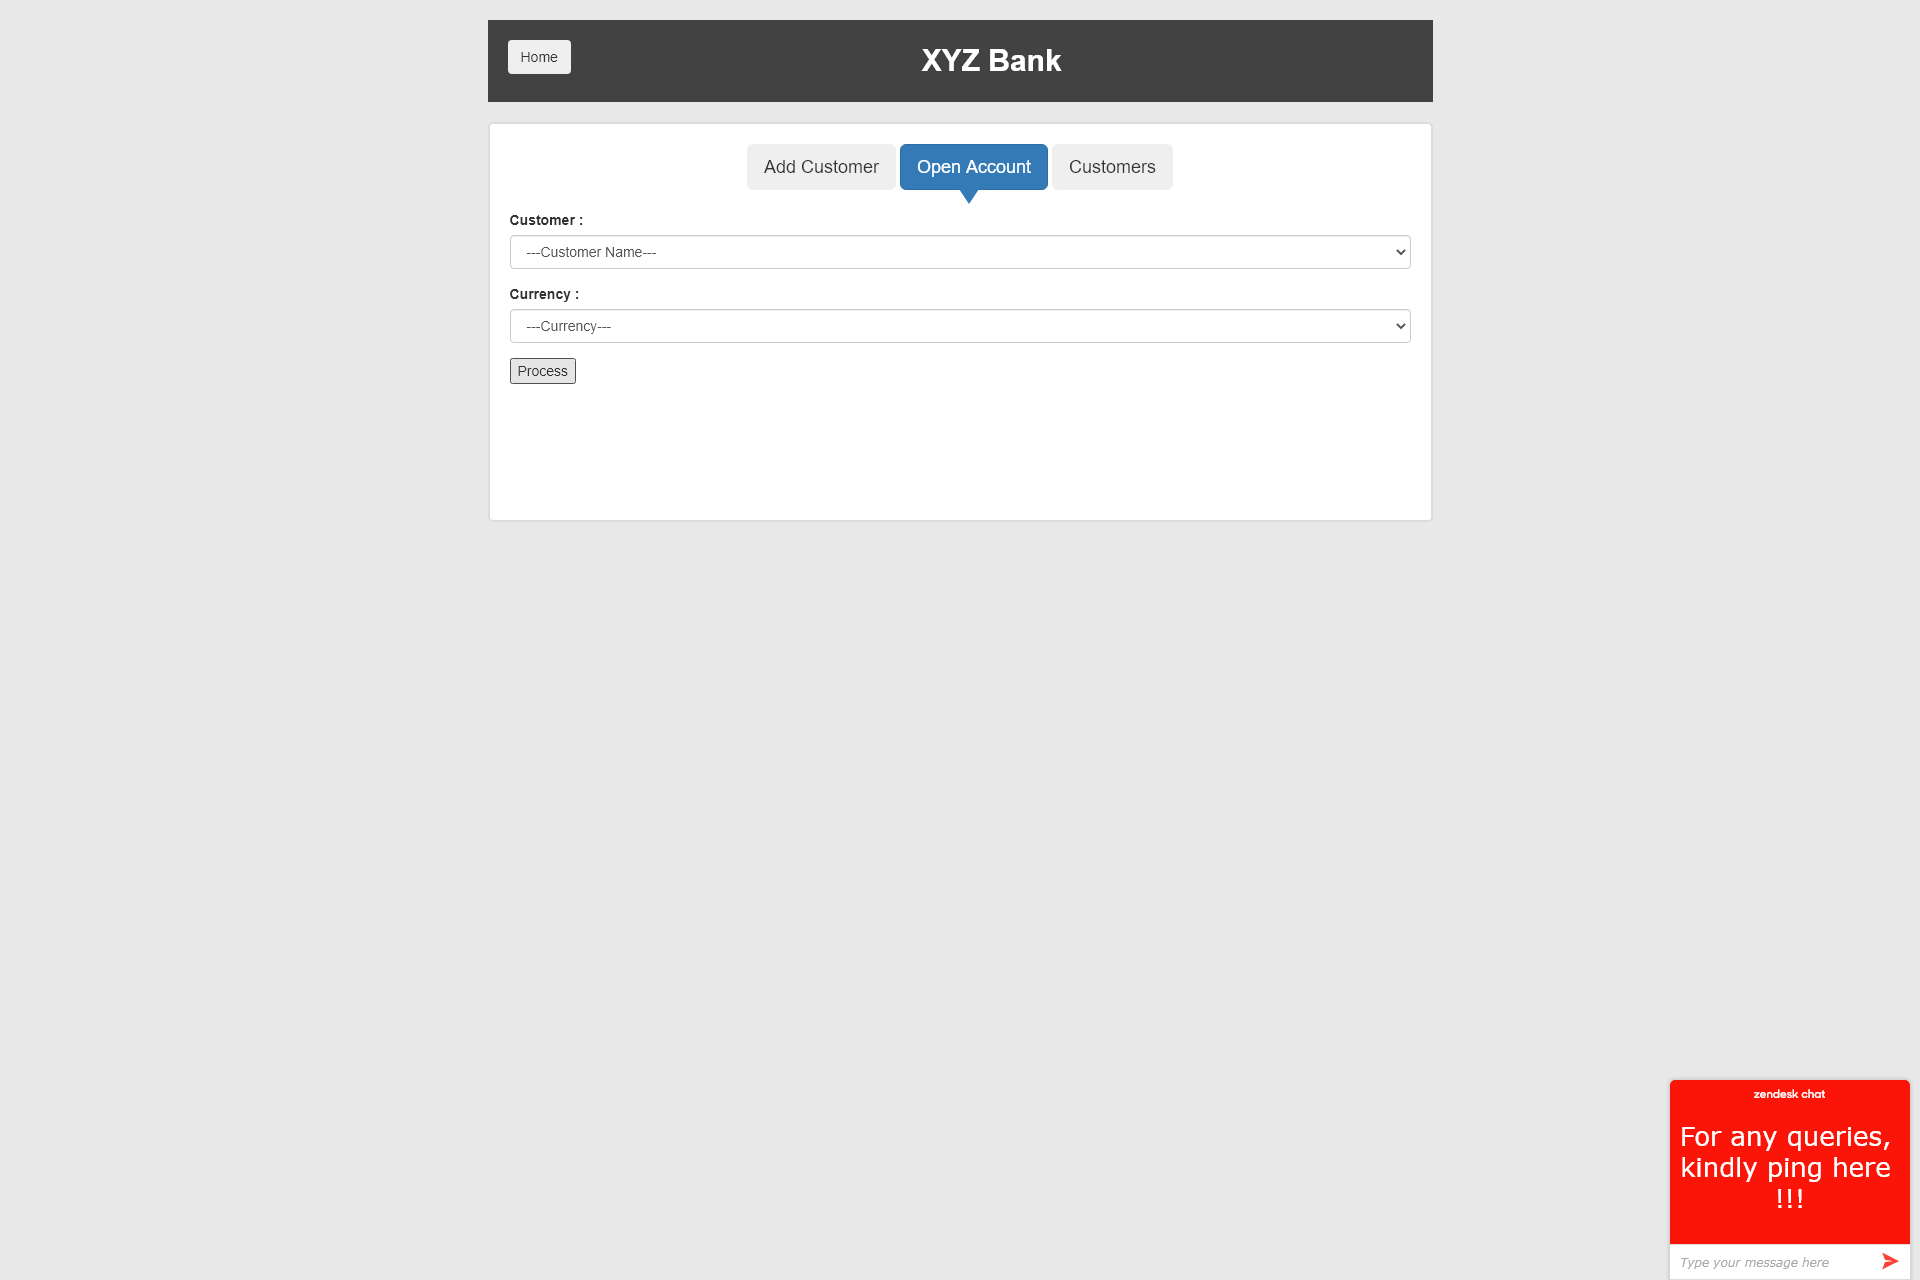 Home
XYZ Bank
Add Customer
Open Account
Customers
Customer :
---Customer Name---
Currency :
---Currency---
Process
zendesk chat
For any queries,
kindly ping here
!!!
Type your message here